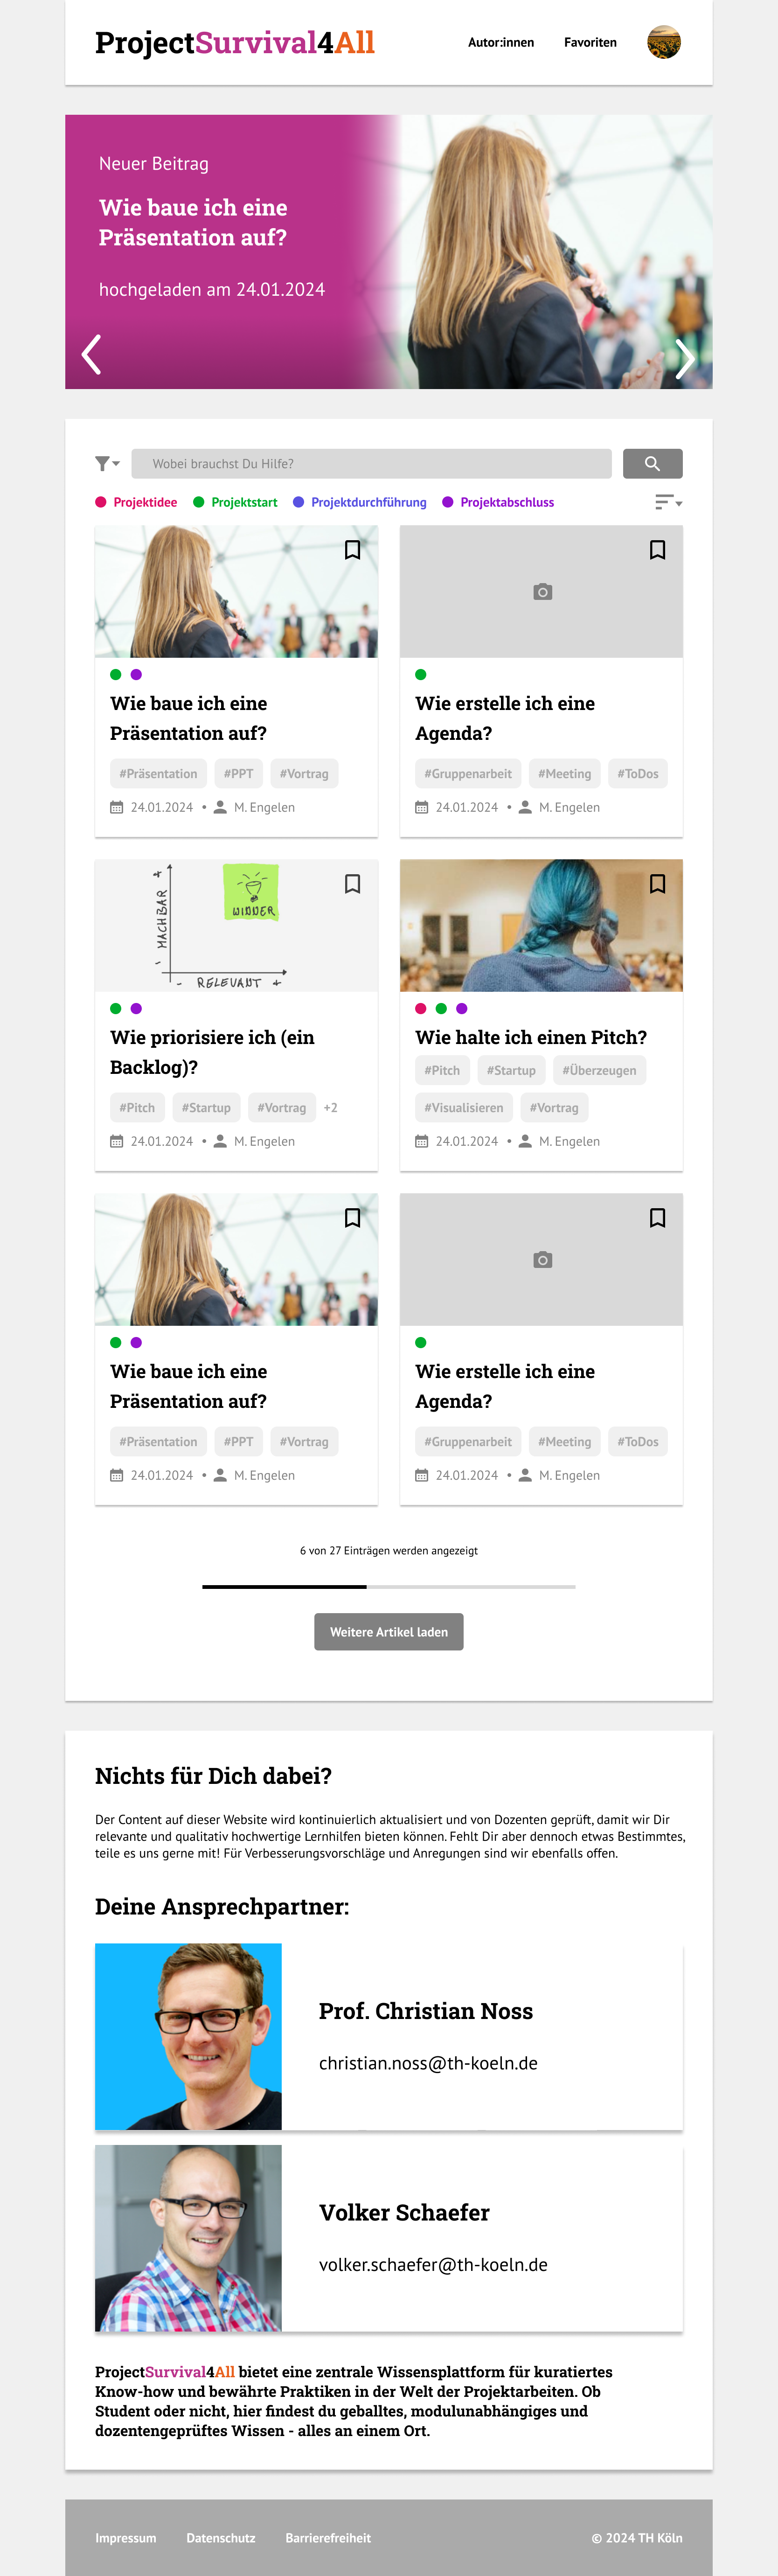 ProjectSurvival4All
Autor:innen
Favoriten
Neuer Beitrag
Wie baue ich eine
Präsentation auf?
hochgeladen am 24.01.2024
Wobei brauchst Du Hilfe?
Projektidee
Projektstart
Projektdurchführung
Projektabschluss
Wie baue ich eine
Präsentation auf?
#Präsentation #PPT #Vortrag
24.01.2024 • M. Engelen
Wie erstelle ich eine
Agenda?
#Gruppenarbeit #Meeting #ToDos
24.01.2024 • M. Engelen
- MACHBAR +
WINNER
- RELEVANT +
Wie priorisiere ich (ein
Backlog)?
#Pitch #Startup #Vortrag +2
24.01.2024 • M. Engelen
Wie halte ich einen Pitch?
#Pitch #Startup #Überzeugen
#Visualisieren #Vortrag
24.01.2024 • M. Engelen
Wie baue ich eine
Präsentation auf?
#Präsentation #PPT #Vortrag
24.01.2024 • M. Engelen
Wie erstelle ich eine
Agenda?
#Gruppenarbeit #Meeting #ToDos
24.01.2024 • M. Engelen
6 von 27 Einträgen werden angezeigt
Weitere Artikel laden
Nichts für Dich dabei?
Der Content auf dieser Website wird kontinuierlich aktualisiert und von Dozenten geprüft, damit wir Dir
relevante und qualitativ hochwertige Lernhilfen bieten können. Fehlt Dir aber dennoch etwas Bestimmtes,
teile es uns gerne mit! Für Verbesserungsvorschläge und Anregungen sind wir ebenfalls offen.
Deine Ansprechpartner:
Prof. Christian Noss
christian.noss@th-koeln.de
Volker Schaefer
volker.schaefer@th-koeln.de
ProjectSurvival4All bietet eine zentrale Wissensplattform für kuratiertes
Know-how und bewährte Praktiken in der Welt der Projektarbeiten. Ob
Student oder nicht, hier findest du geballtes, modulunabhängiges und
dozentengeprüftes Wissen - alles an einem Ort.
Impressum
Datenschutz
Barrierefreiheit
© 2024 TH Köln